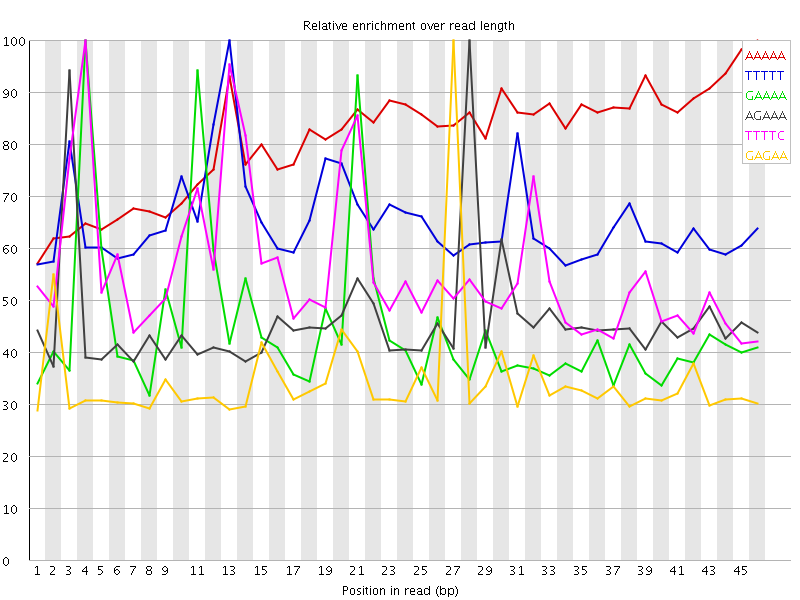 Relative enrichment over read length
100
90
80
70
60
50
40
30
20
10
0
AAAAA
TTTTT
GAAAA
AGAAA
TTTTC
GAGAA
1 2 3 4 5 6 7 8 9 11 13 15 17 19 21 23 25 27 29 31 33 35 37 39 41 43 45
Position in read (bp)